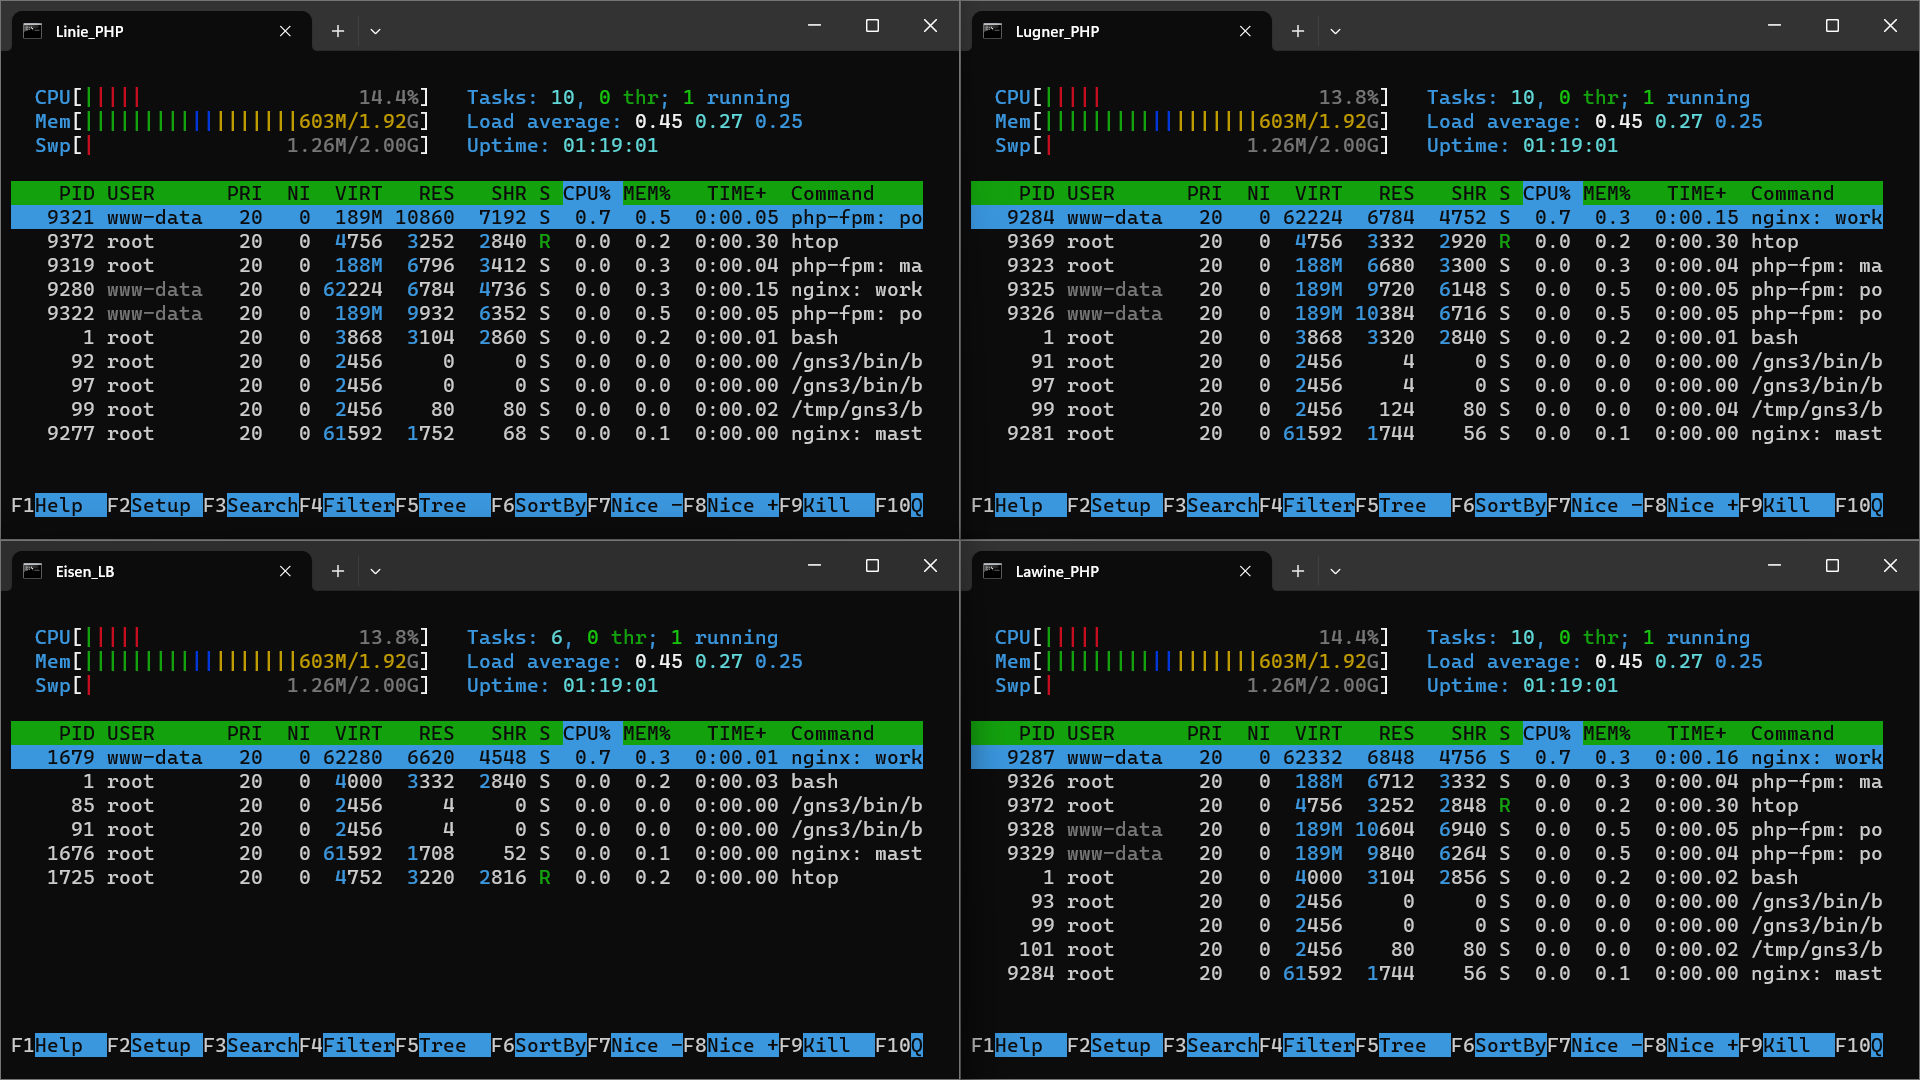 Linie_PHP
CPU[||||| 14.4%] Tasks: 10, 0 thr; 1 running
Mem[||||||||||||||||||603M/1.92G] Load average: 0.45 0.27 0.25
Swp[| 1.26M/2.00G] Uptime: 01:19:01
PID USER PRI NI VIRT RES SHR S CPU% MEM% TIME+ Command
9321 www-data 20 0 189M 10860 7192 S 0.7 0.5 0:00.05 php-fpm: po
9372 root 20 0 4756 3252 2840 R 0.0 0.2 0:00.30 htop
9319 root 20 0 188M 6796 3412 S 0.0 0.3 0:00.04 php-fpm: ma
9280 www-data 20 0 62224 6784 4736 S 0.0 0.3 0:00.15 nginx: work
9322 www-data 20 0 189M 9932 6352 S 0.0 0.5 0:00.05 php-fpm: po
1 root 20 0 3868 3104 2860 S 0.0 0.2 0:00.01 bash
92 root 20 0 2456 0 0 S 0.0 0.0 0:00.00 /gns3/bin/b
97 root 20 0 2456 0 0 S 0.0 0.0 0:00.00 /gns3/bin/b
99 root 20 0 2456 80 80 S 0.0 0.0 0:00.02 /tmp/gns3/b
9277 root 20 0 61592 1752 68 S 0.0 0.1 0:00.00 nginx: mast
F1Help F2Setup F3SearchF4FilterF5Tree F6SortByF7Nice -F8Nice +F9Kill F10Q
Lugner_PHP
CPU[||||| 13.8%] Tasks: 10, 0 thr; 1 running
Mem[||||||||||||||||||603M/1.92G] Load average: 0.45 0.27 0.25
Swp[| 1.26M/2.00G] Uptime: 01:19:01
PID USER PRI NI VIRT RES SHR S CPU% MEM% TIME+ Command
9284 www-data 20 0 62224 6784 4752 S 0.7 0.3 0:00.15 nginx: work
9369 root 20 0 4756 3332 2920 R 0.0 0.2 0:00.30 htop
9323 root 20 0 188M 6680 3300 S 0.0 0.3 0:00.04 php-fpm: ma
9325 www-data 20 0 189M 9720 6148 S 0.0 0.5 0:00.05 php-fpm: po
9326 www-data 20 0 189M 10384 6716 S 0.0 0.5 0:00.05 php-fpm: po
1 root 20 0 3868 3320 2840 S 0.0 0.2 0:00.01 bash
91 root 20 0 2456 4 0 S 0.0 0.0 0:00.00 /gns3/bin/b
97 root 20 0 2456 4 0 S 0.0 0.0 0:00.00 /gns3/bin/b
99 root 20 0 2456 124 80 S 0.0 0.0 0:00.04 /tmp/gns3/b
9281 root 20 0 61592 1744 56 S 0.0 0.1 0:00.00 nginx: mast
F1Help F2Setup F3SearchF4FilterF5Tree F6SortByF7Nice -F8Nice +F9Kill F10Q
Eisen_LB
CPU[||||| 13.8%] Tasks: 6, 0 thr; 1 running
Mem[||||||||||||||||||603M/1.92G] Load average: 0.45 0.27 0.25
Swp[| 1.26M/2.00G] Uptime: 01:19:01
PID USER PRI NI VIRT RES SHR S CPU% MEM% TIME+ Command
1679 www-data 20 0 62280 6620 4548 S 0.7 0.3 0:00.01 nginx: work
1 root 20 0 4000 3332 2840 S 0.0 0.2 0:00.03 bash
85 root 20 0 2456 4 0 S 0.0 0.0 0:00.00 /gns3/bin/b
91 root 20 0 2456 4 0 S 0.0 0.0 0:00.00 /gns3/bin/b
1676 root 20 0 61592 1708 52 S 0.0 0.1 0:00.00 nginx: mast
1725 root 20 0 4752 3220 2816 R 0.0 0.2 0:00.00 htop
F1Help F2Setup F3SearchF4FilterF5Tree F6SortByF7Nice -F8Nice +F9Kill F10Q
Lawine_PHP
CPU[||||| 14.4%] Tasks: 10, 0 thr; 1 running
Mem[||||||||||||||||||603M/1.92G] Load average: 0.45 0.27 0.25
Swp[| 1.26M/2.00G] Uptime: 01:19:01
PID USER PRI NI VIRT RES SHR S CPU% MEM% TIME+ Command
9287 www-data 20 0 62332 6848 4756 S 0.7 0.3 0:00.16 nginx: work
9326 root 20 0 188M 6712 3332 S 0.0 0.3 0:00.04 php-fpm: ma
9372 root 20 0 4756 3252 2848 R 0.0 0.2 0:00.30 htop
9328 www-data 20 0 189M 10604 6940 S 0.0 0.5 0:00.05 php-fpm: po
9329 www-data 20 0 189M 9840 6264 S 0.0 0.5 0:00.04 php-fpm: po
1 root 20 0 4000 3104 2856 S 0.0 0.2 0:00.02 bash
93 root 20 0 2456 0 0 S 0.0 0.0 0:00.00 /gns3/bin/b
99 root 20 0 2456 0 0 S 0.0 0.0 0:00.00 /gns3/bin/b
101 root 20 0 2456 80 80 S 0.0 0.0 0:00.02 /tmp/gns3/b
9284 root 20 0 61592 1744 56 S 0.0 0.1 0:00.00 nginx: mast
F1Help F2Setup F3SearchF4FilterF5Tree F6SortByF7Nice -F8Nice +F9Kill F10Q